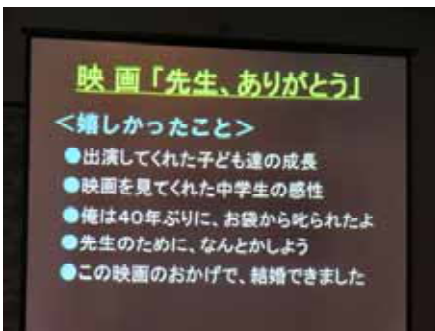 映画「先生、ありがとう」
＜嬉しかったこと＞
●出演してくれた子ども達の成長
●映画を見てくれた中学生の感性
●俺は４０年ぶりに、お袋から叱られたよ
●先生のために、なんとかしよう
●この映画のおかげで、結婚できました